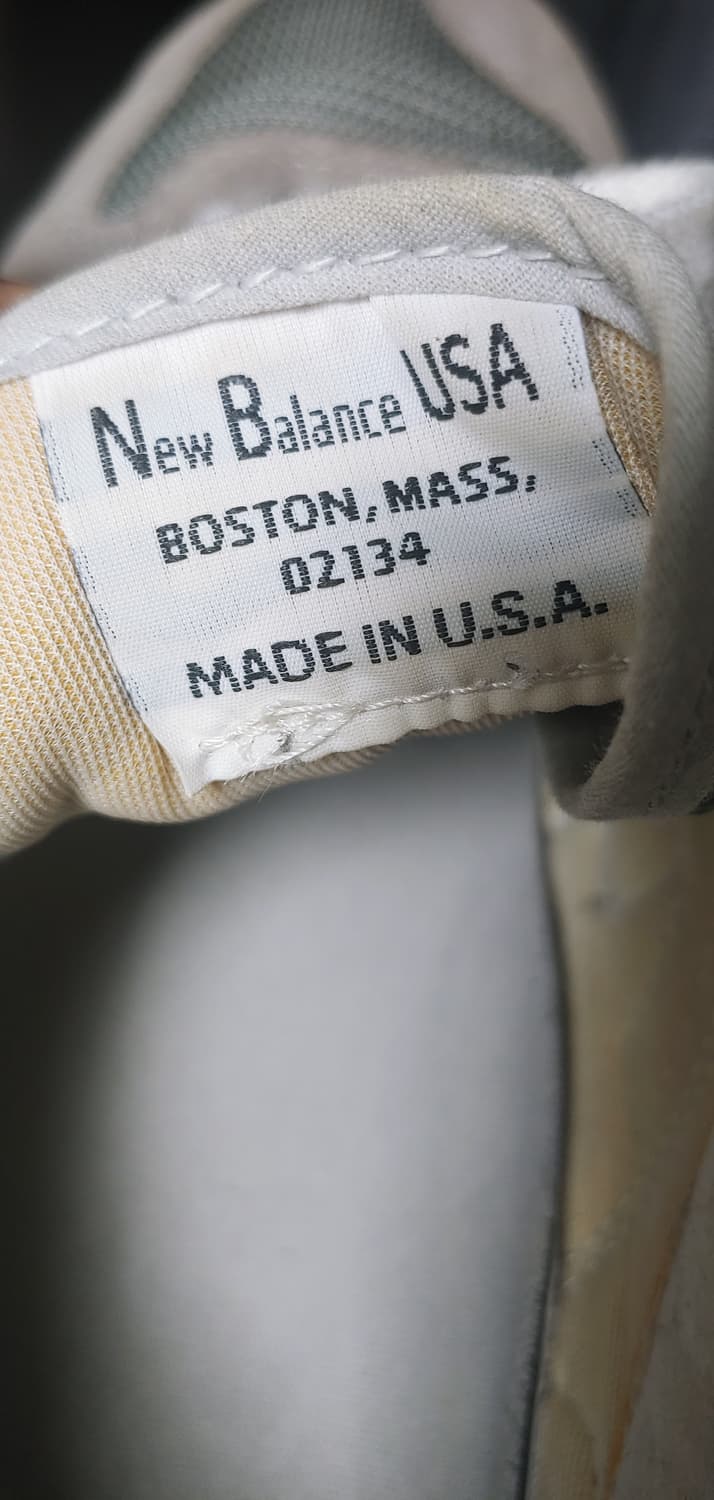 New Balance USA
BOSTON, MASS,
02134
MADE IN U.S.A.